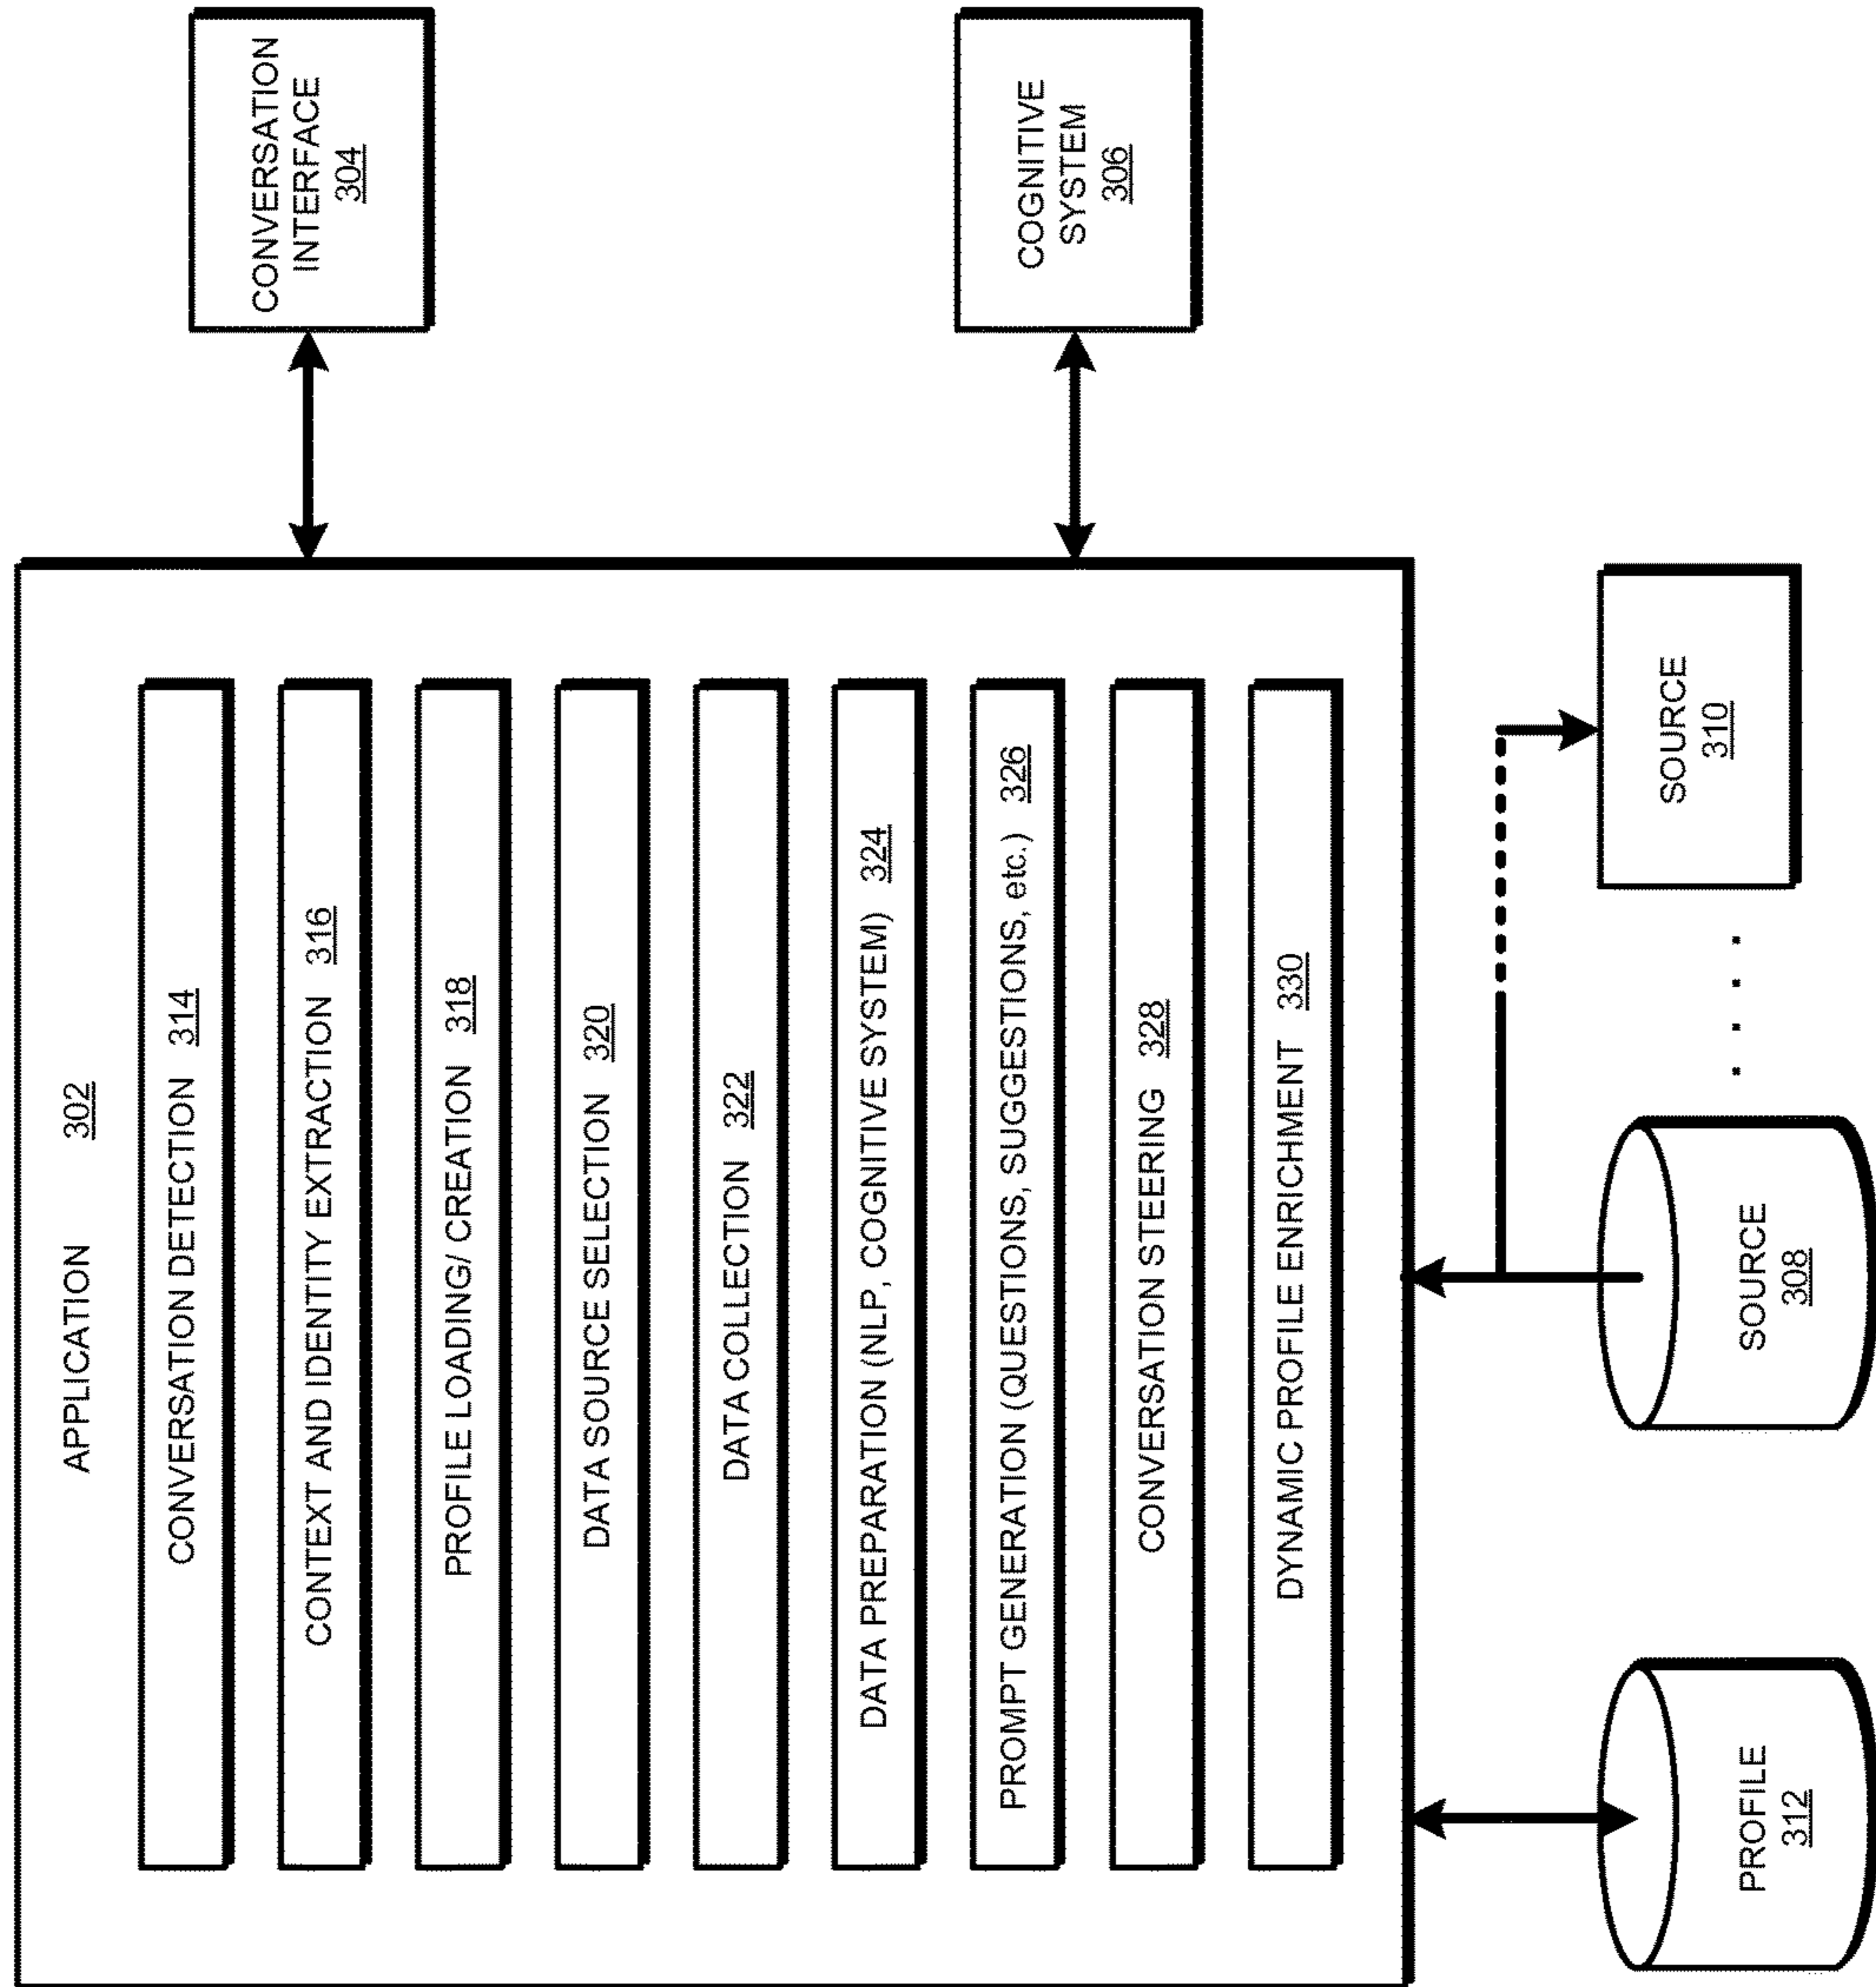 APPLICATION 302
CONVERSATION DETECTION 314
CONTEXT AND IDENTITY EXTRACTION 316
PROFILE LOADING/ CREATION 318
DATA SOURCE SELECTION 320
DATA COLLECTION 322
DATA PREPARATION (NLP, COGNITIVE SYSTEM) 324
PROMPT GENERATION (QUESTIONS, SUGGESTIONS, etc.) 326
CONVERSATION STEERING 328
DYNAMIC PROFILE ENRICHMENT 330
CONVERSATION
INTERFACE
304
COGNITIVE
SYSTEM
306
PROFILE
312
SOURCE
308
SOURCE
310